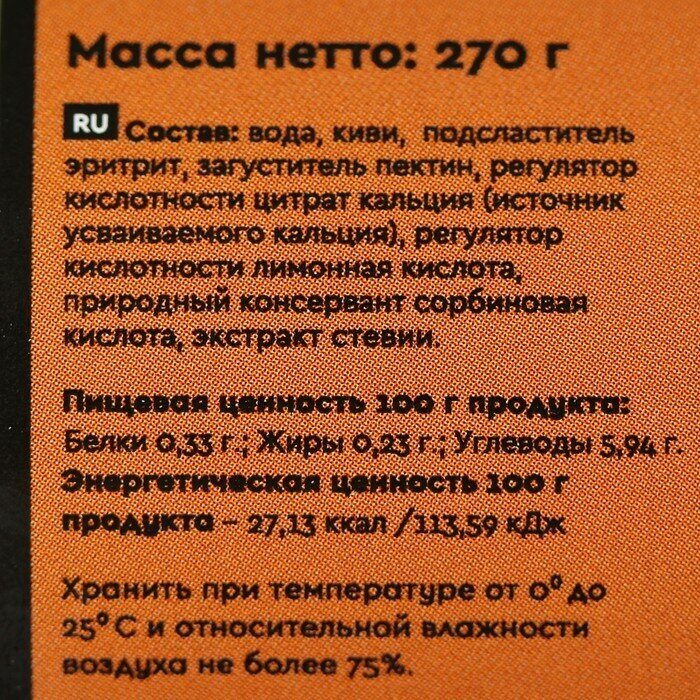 Масса нетто: 270 г
RU Состав: вода, киви, подсластитель
эритрит, загуститель пектин, регулятор
кислотности цитрат кальция (источник
усваиваемого кальция), регулятор
кислотности лимонная кислота,
природный консервант сорбиновая
кислота, экстракт стевии.
Пищевая ценность 100 г продукта:
Белки 0,33 г.; Жиры 0,23 г.; Углеводы 5,94 г.
Энергетическая ценность 100 г
продукта – 27,13 ккал /113,59 кДж
Хранить при температуре от 0⁰ до
25⁰ С и относительной влажности
воздуха не более 75%.